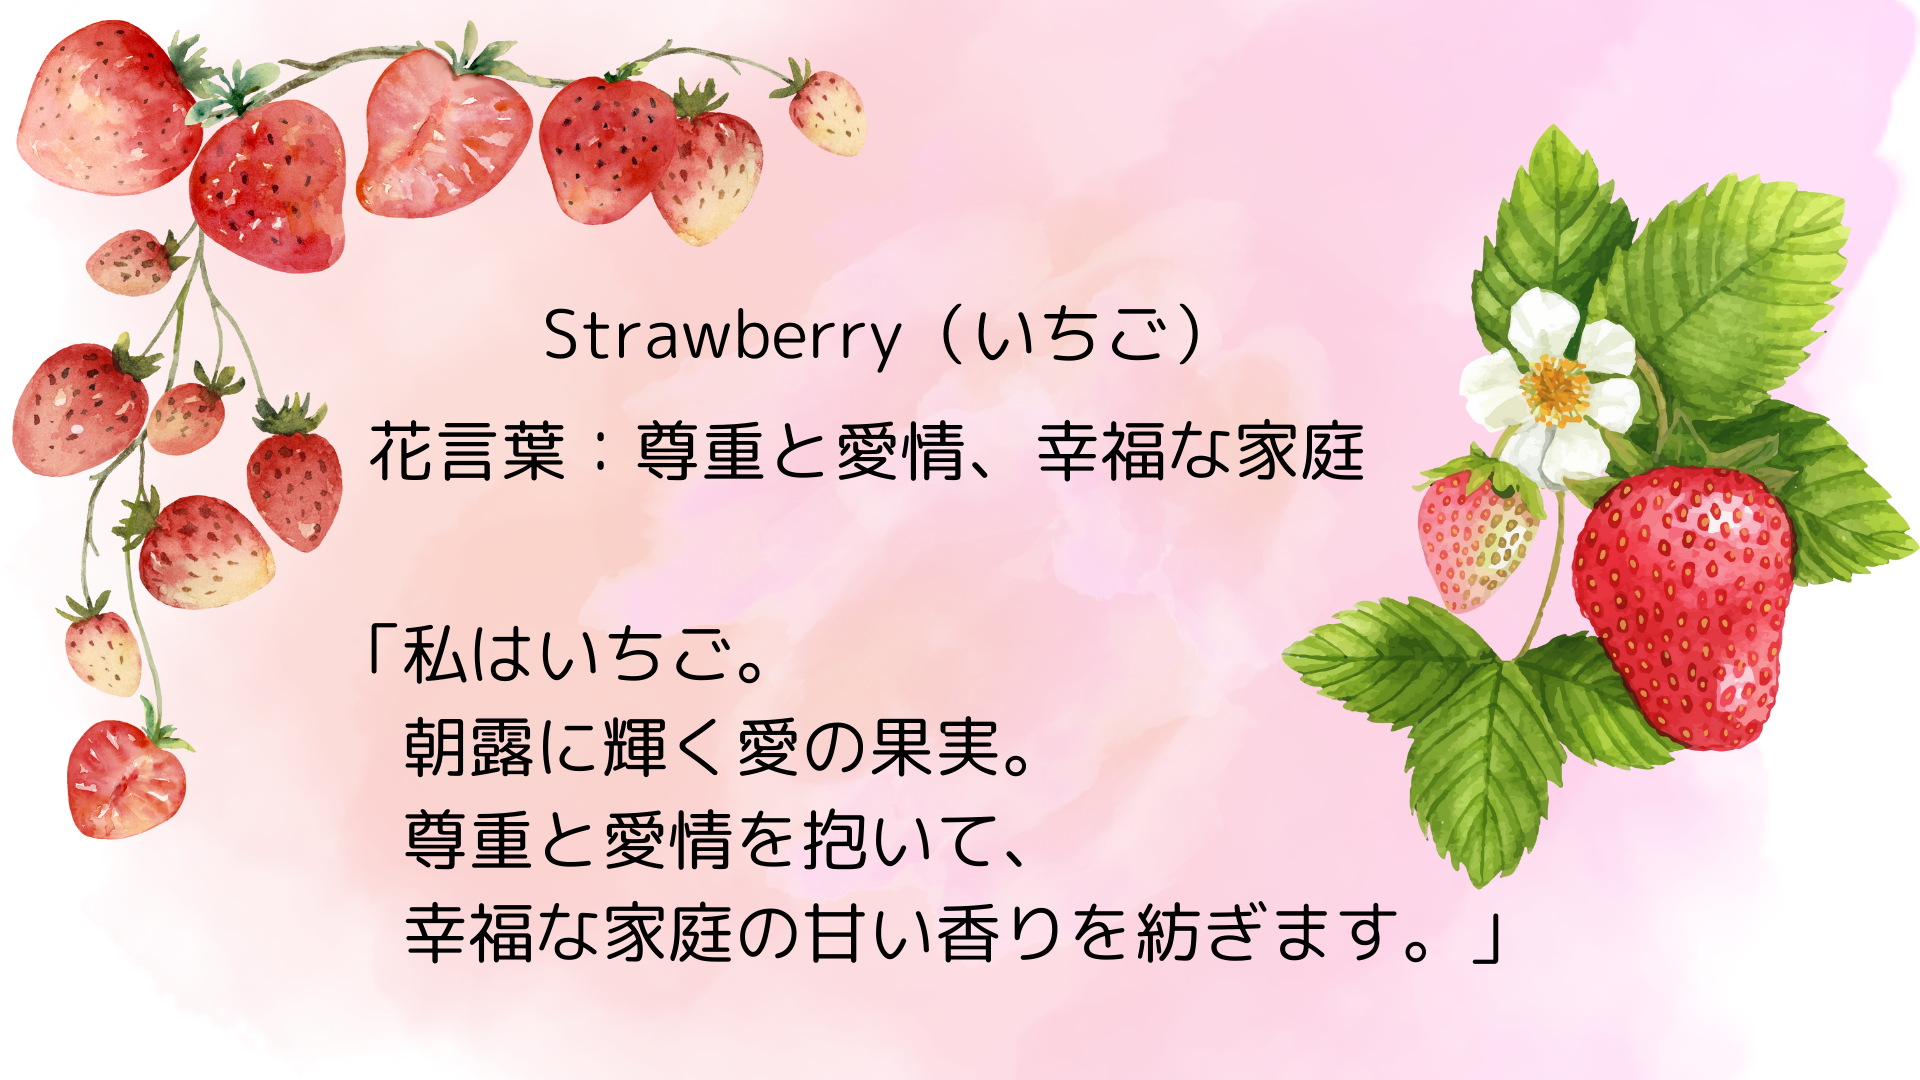 Strawberry（いちご）
花言葉：尊重と愛情、幸福な家庭
「私はいちご。
朝露に輝く愛の果実。
尊重と愛情を抱いて、
幸福な家庭の甘い香りを紡ぎます。」